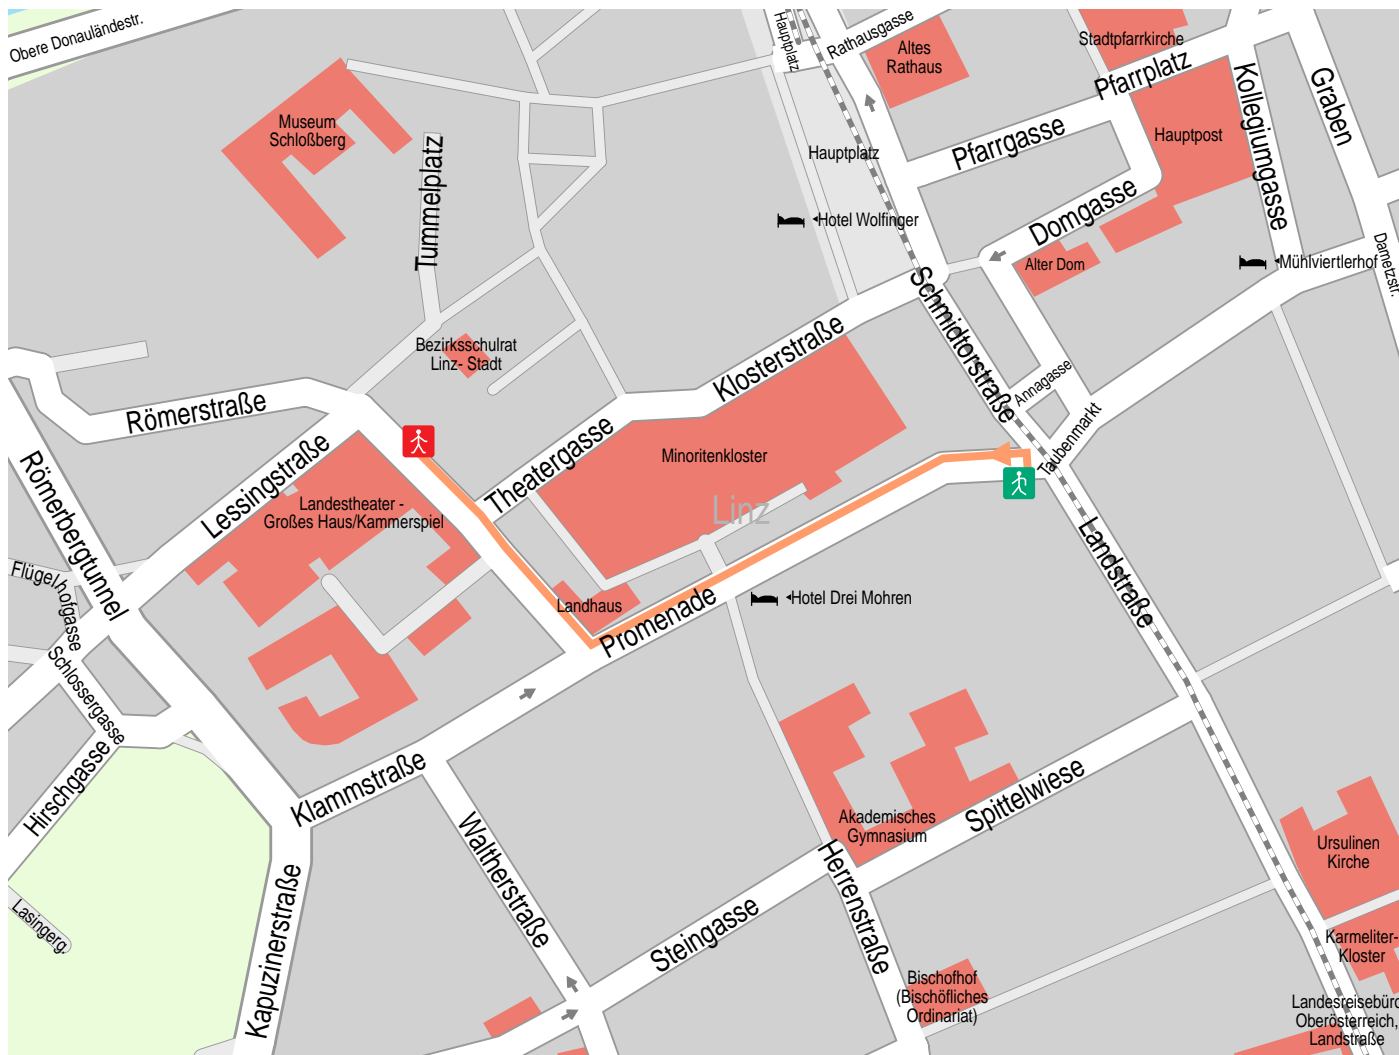 Obere Donauländestr.
Hauptplatz
Rathausgasse
Altes
Rathaus
Stadtpfarrkirche
Pfarrplatz
Kollegiumgasse
Graben
Museum
Schloßberg
Tummelplatz
Hauptplatz
Pfarrgasse
Hauptpost
Domgasse
Hotel Wolfinger
Alter Dom
Mühlviertlerhof
Dametzstr.
Schmidtorstraße
Bezirksschulrat
Linz- Stadt
Klosterstraße
Annagasse
Römerstraße
Theatergasse
Taubenmarkt
Lessingstraße
Römerbergtunnel
Minoritenkloster
Landestheater -
Großes Haus/Kammerspiel
Linz
Landstraße
Flügelhofgasse
Landhaus
Promenade
Hotel Drei Mohren
Schlossergasse
Hirschgasse
Klammstraße
Akademisches
Gymnasium
Spittelwiese
Waltherstraße
Herrenstraße
Ursulinen
Kirche
Kapuzinerstraße
Lasingerg.
Steingasse
Karmeliter-
Kloster
Bischofhof
(Bischöfliches
Ordinariat)
Landesreisebüro
Oberösterreich,
Landstraße